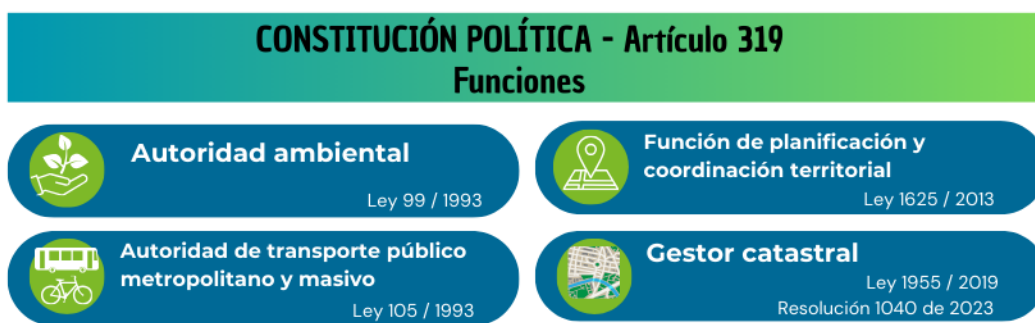 CONSTITUCIÓN POLÍTICA - Artículo 319
Funciones
Autoridad ambiental
Ley 99 / 1993
Función de planificación y
coordinación territorial
Ley 1625 / 2013
Autoridad de transporte público
metropolitano y masivo
Ley 105 / 1993
Gestor catastral
Ley 1955 / 2019
Resolución 1040 de 2023